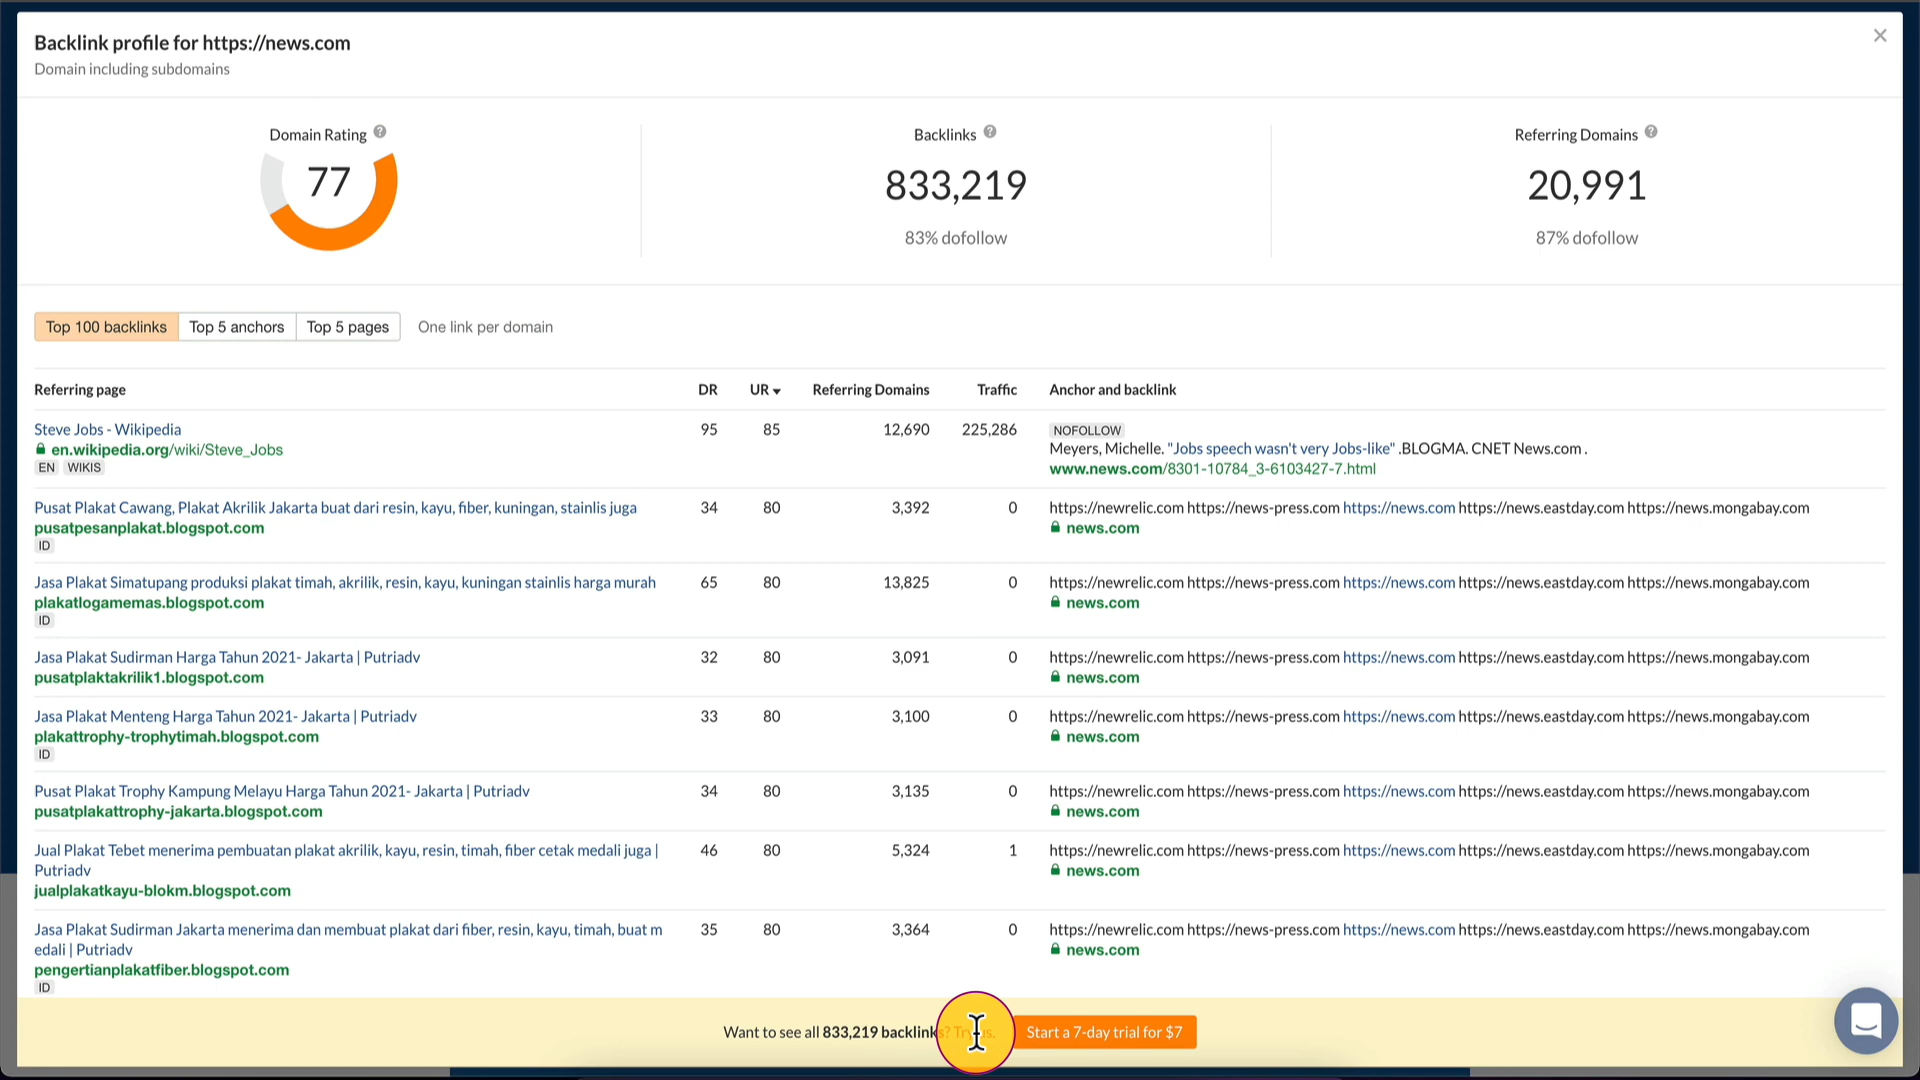 Backlink profile for https://news.com
Domain including subdomains
Domain Rating ?
77
Backlinks ?
833,219
83% dofollow
Referring Domains ?
20,991
87% dofollow
Top 100 backlinks Top 5 anchors Top 5 pages One link per domain
Referring page DR UR Referring Domains Traffic Anchor and backlink
Steve Jobs - Wikipedia 95 85 12,690 225,286 NOFOLLOW
en.wikipedia.org/wiki/Steve_Jobs Meyers, Michelle. "Jobs speech wasn't very Jobs-like" .BLOGMA. CNET News.com .
EN WIKIS www.news.com/8301-10784_3-6103427-7.html
Pusat Plakat Cawang, Plakat Akrilik Jakarta buat dari resin, kayu, fiber, kuningan, stainlis juga 34 80 3,392 0 https://newrelic.com https://news-press.com https://news.com https://news.eastday.com https://news.mongabay.com
pusatpesanplakat.blogspot.com news.com
ID
Jasa Plakat Simatupang produksi plakat timah, akrilik, resin, kayu, kuningan stainlis harga murah 65 80 13,825 0 https://newrelic.com https://news-press.com https://news.com https://news.eastday.com https://news.mongabay.com
plakatlogamemas.blogspot.com news.com
ID
Jasa Plakat Sudirman Harga Tahun 2021- Jakarta | Putriadv 32 80 3,091 0 https://newrelic.com https://news-press.com https://news.com https://news.eastday.com https://news.mongabay.com
pusatplaktakrilik1.blogspot.com news.com
Jasa Plakat Menteng Harga Tahun 2021- Jakarta | Putriadv 33 80 3,100 0 https://newrelic.com https://news-press.com https://news.com https://news.eastday.com https://news.mongabay.com
plakattrophy-trophytimah.blogspot.com news.com
ID
Pusat Plakat Trophy Kampung Melayu Harga Tahun 2021- Jakarta | Putriadv 34 80 3,135 0 https://newrelic.com https://news-press.com https://news.com https://news.eastday.com https://news.mongabay.com
pusatplakattrophy-jakarta.blogspot.com news.com
Jual Plakat Tebet menerima pembuatan plakat akrilik, kayu, resin, timah, fiber cetak medali juga | 46 80 5,324 1 https://newrelic.com https://news-press.com https://news.com https://news.eastday.com https://news.mongabay.com
Putriadv news.com
jualplakatkayu-blokm.blogspot.com
Jasa Plakat Sudirman Jakarta menerima dan membuat plakat dari fiber, resin, kayu, timah, buat m 35 80 3,364 0 https://newrelic.com https://news-press.com https://news.com https://news.eastday.com https://news.mongabay.com
edali | Putriadv news.com
pengertianplakatfiber.blogspot.com
ID
Want to see all 833,219 backlinks? Try us. Start a 7-day trial for $7